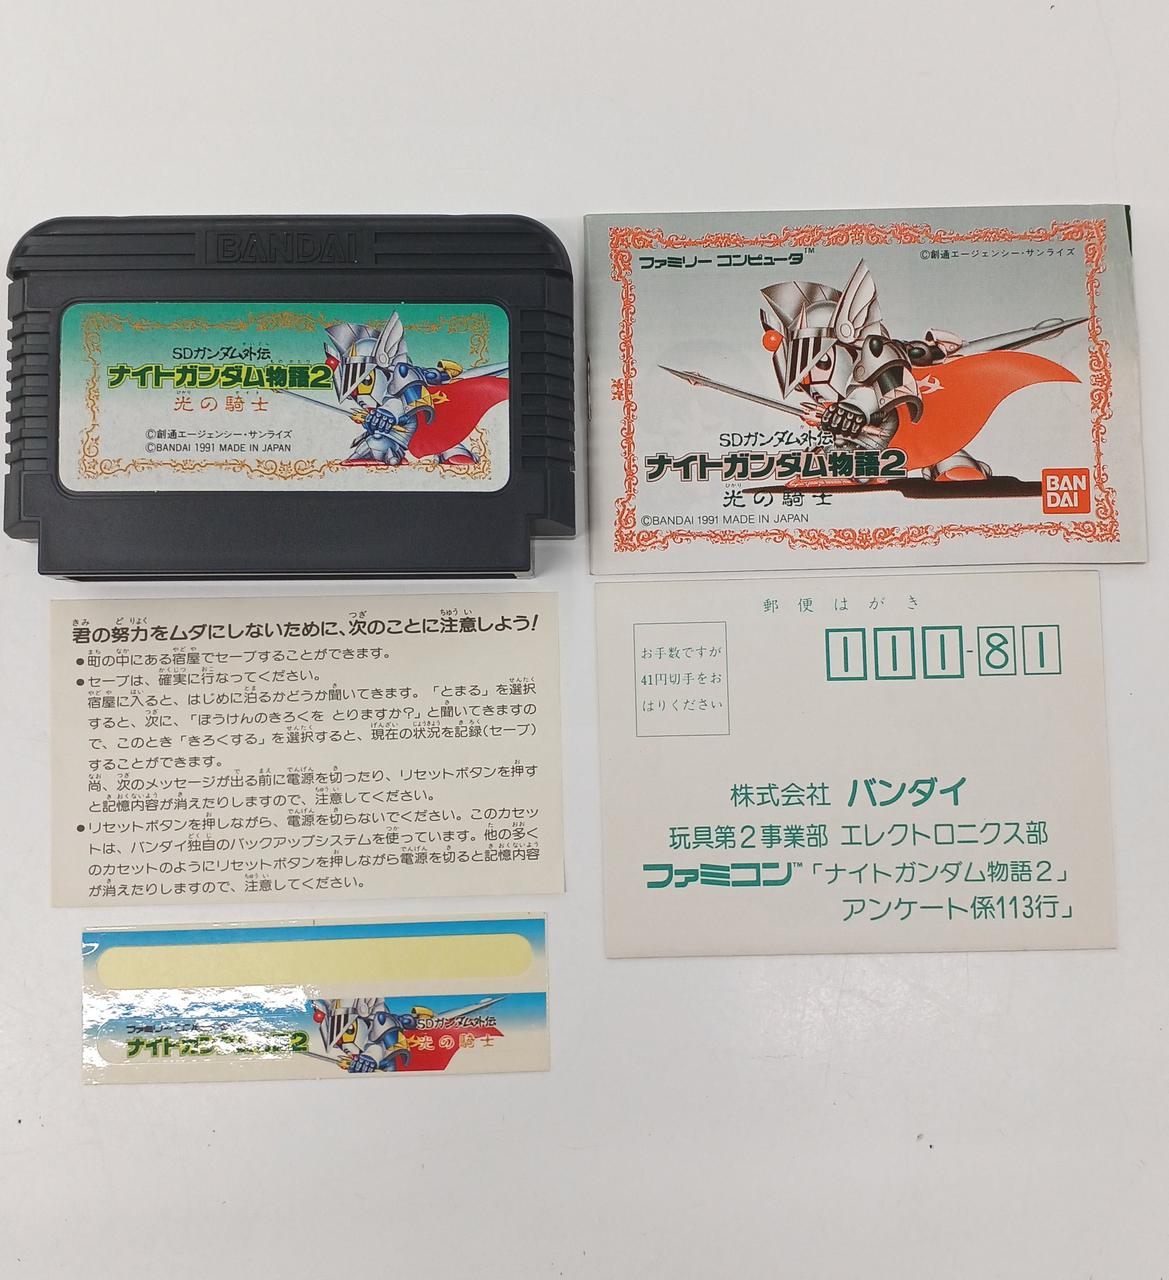 BANDAI
SDガンダム外伝
ナイトガンダム物語2
光の騎士
©創通エージェンシー・サンライズ
©BANDAI 1991 MADE IN JAPAN
ファミリー コンピュータ™
©創通エージェンシー・サンライズ
SDガンダム外伝
ナイトガンダム物語2
光の騎士
©BANDAI 1991 MADE IN JAPAN
BAN
DAI
君の努力をムダにしないために、次のことに注意しよう!
●町の中にある宿屋でセーブすることができます。
●セーブは、確実に行なってください。
宿屋に入ると、はじめに泊るかどうか聞いてきます。「とまる」を選択
すると、次に、「ぼうけんのきろくを とりますか?」と聞いてきますの
で、このとき「きろくする」を選択すると、現在の状況を記録(セーブ)
することができます。
尚、次のメッセージが出る前に電源を切ったり、リセットボタンを押す
と記憶内容が消えたりしますので、注意してください。
●リセットボタンを押しながら、電源を切らないでください。このカセッ
トは、バンダイ独自のバックアップシステムを使っています。他の多く
のカセットのようにリセットボタンを押しながら電源を切ると記憶内容
が消えたりしますので、注意してください。
郵便はがき
お手数ですが
41円切手をお
はりください
111-81
株式会社 バンダイ
玩具第2事業部 エレクトロニクス部
ファミコン™「ナイトガンダム物語2」
アンケート係113行」
ファミリー
ナイトガンダム物語2
SDガンダム外伝
光の騎士